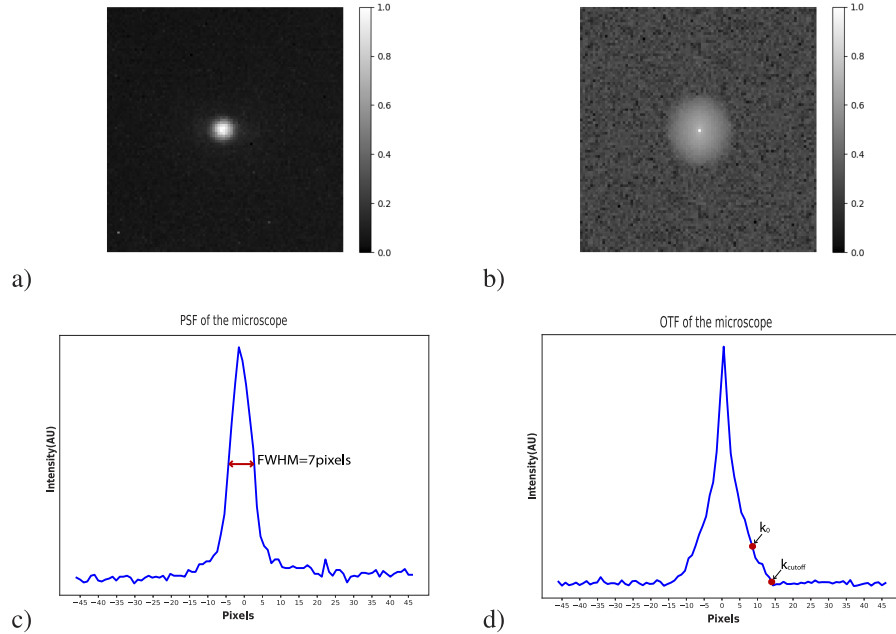 1.0
0.8
0.6
0.4
0.2
0.0
a)
1.0
0.8
0.6
0.4
0.2
0.0
b)
PSF of the microscope
Intensity(AU)
FWHM=7pixels
−45 −40 −35 −30 −25 −20 −15 −10 −5 0 5 10 15 20 25 30 35 40 45
Pixels
c)
OTF of the microscope
Intensity(AU)
k₀
kcutoff
−45 −40 −35 −30 −25 −20 −15 −10 −5 0 5 10 15 20 25 30 35 40 45
Pixels
d)